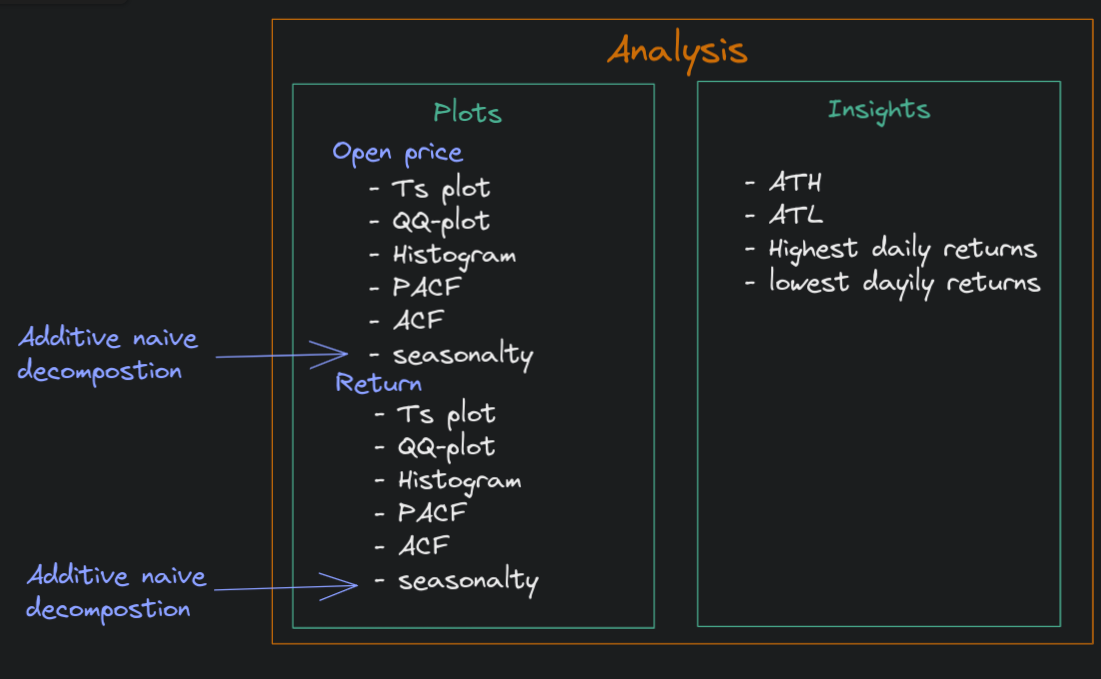 Analysis
Plots
Open price
- Ts plot
- QQ-plot
- Histogram
- PACF
- ACF
- seasonalty
Additive naive
decompostion
Return
- Ts plot
- QQ-plot
- Histogram
- PACF
- ACF
- seasonalty
Additive naive
decompostion
Insights
- ATH
- ATL
- Highest daily returns
- lowest dayily returns